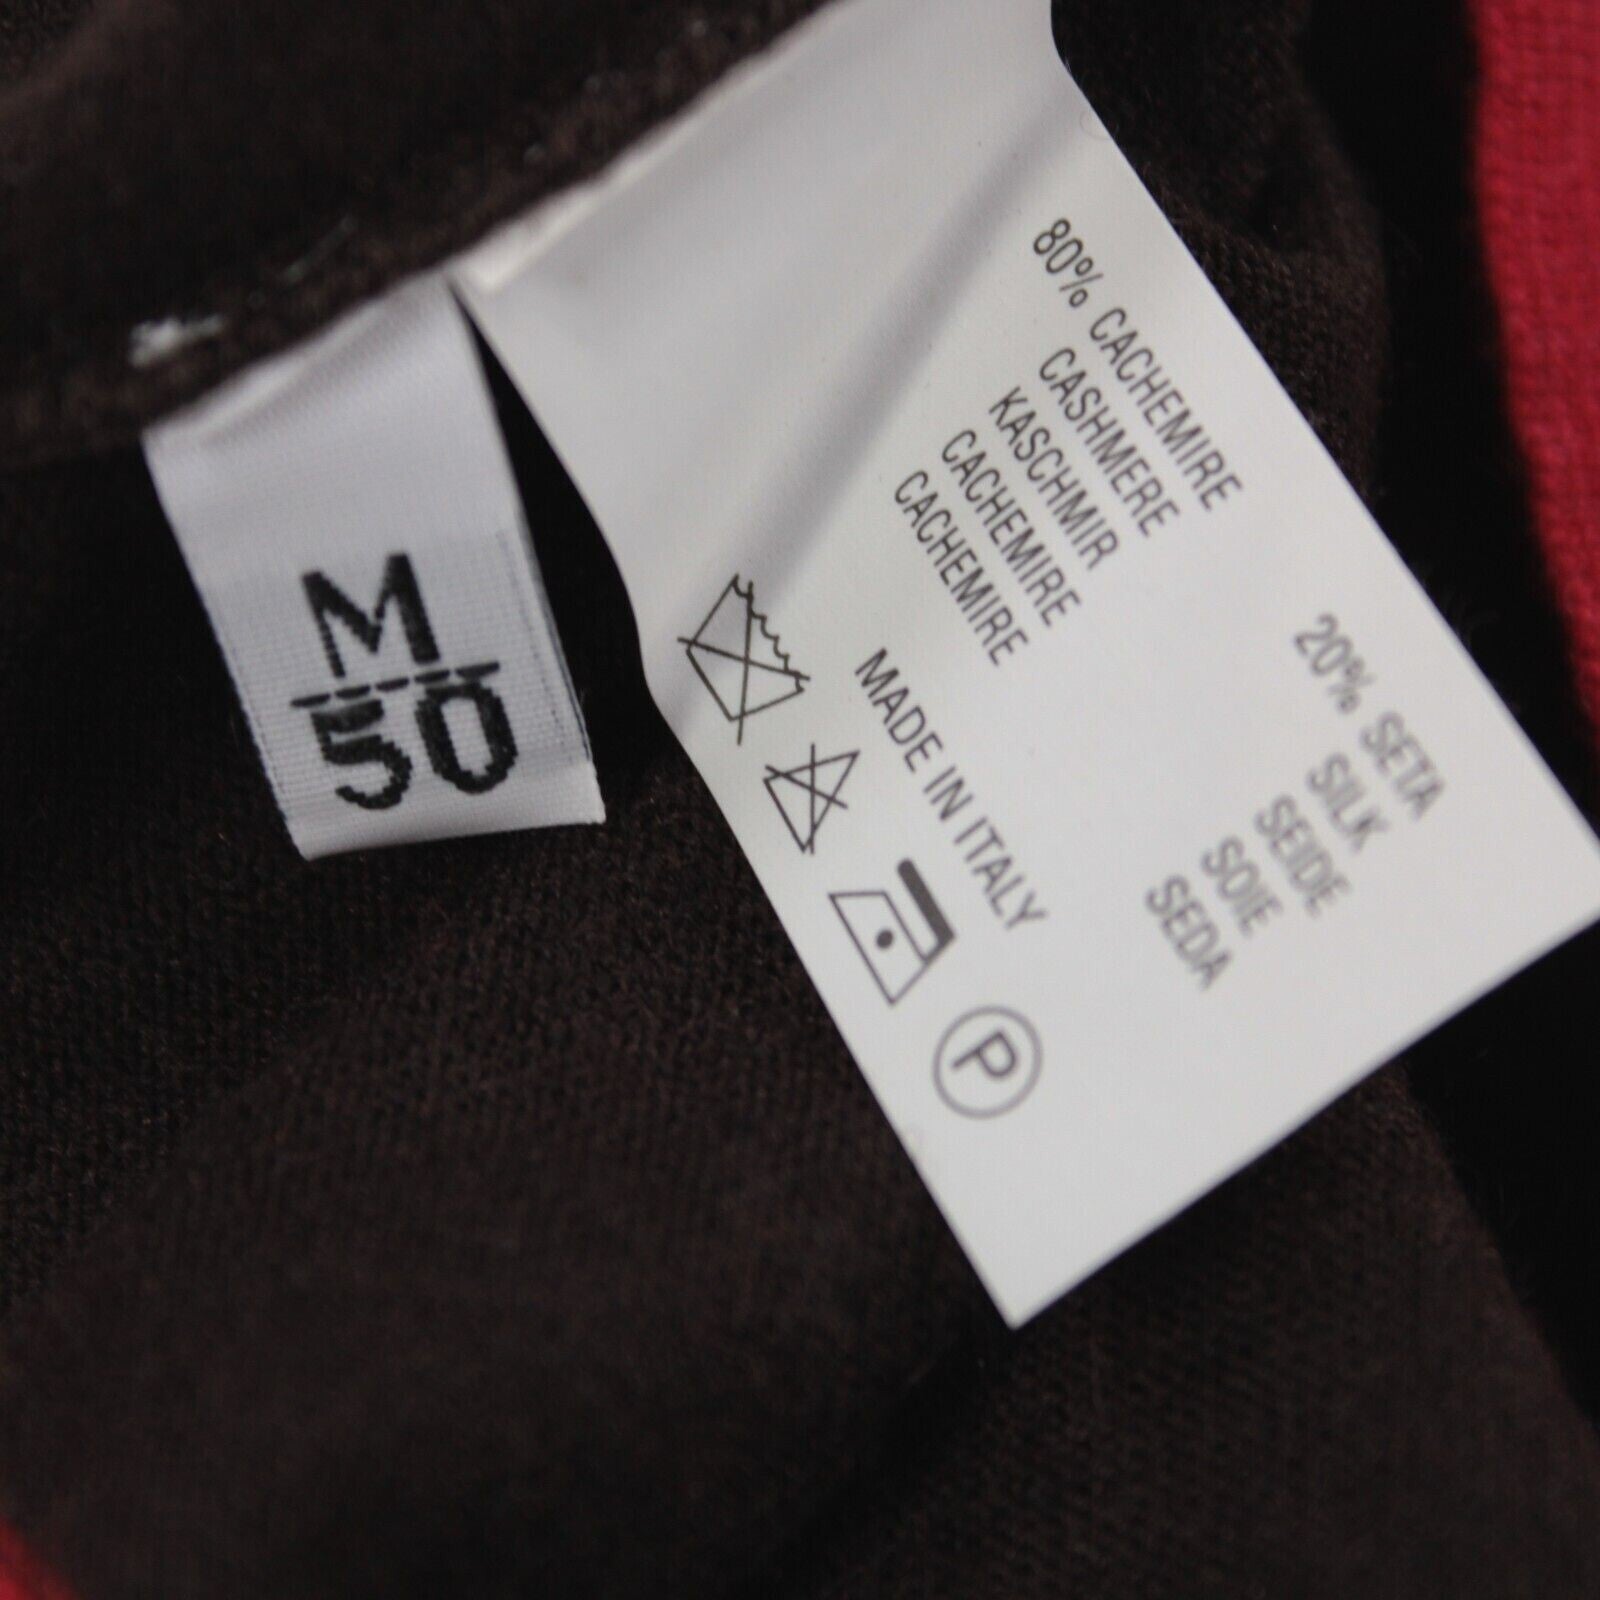 M
50
80% CACHEMIRE
CASHMERE
KASCHMIR
CACHEMIRE
CACHEMIRE
20% SETA
SILK
SEIDE
SOIE
SEDA
MADE IN ITALY
P